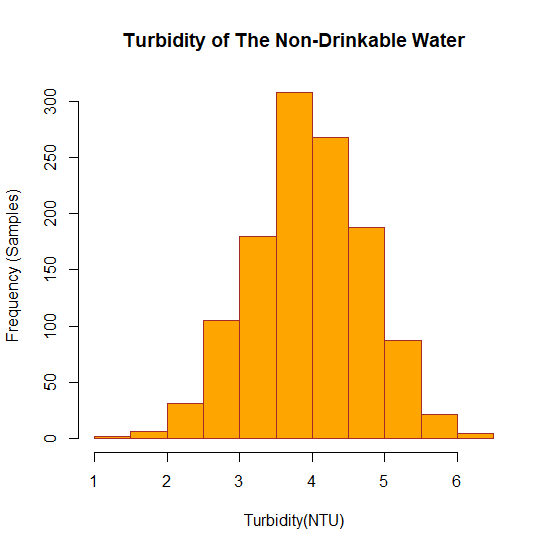 Turbidity of The Non-Drinkable Water
Frequency (Samples)
300
250
200
150
100
50
0
1 2 3 4 5 6
Turbidity(NTU)